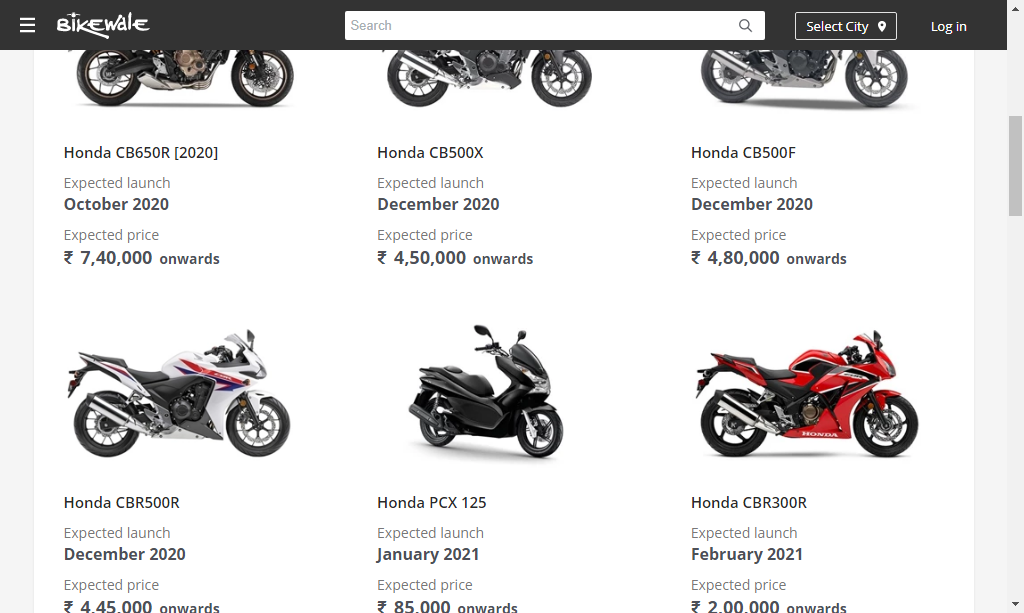 BikeWale
Search
Select City
Log in
Honda CB650R [2020]
Expected launch
October 2020
Expected price
₹ 7,40,000 onwards
Honda CB500X
Expected launch
December 2020
Expected price
₹ 4,50,000 onwards
Honda CB500F
Expected launch
December 2020
Expected price
₹ 4,80,000 onwards
Honda CBR500R
Expected launch
December 2020
Expected price
₹ 4,45,000 onwards
Honda PCX 125
Expected launch
January 2021
Expected price
₹ 85,000 onwards
HONDA
Honda CBR300R
Expected launch
February 2021
Expected price
₹ 2,00,000 onwards